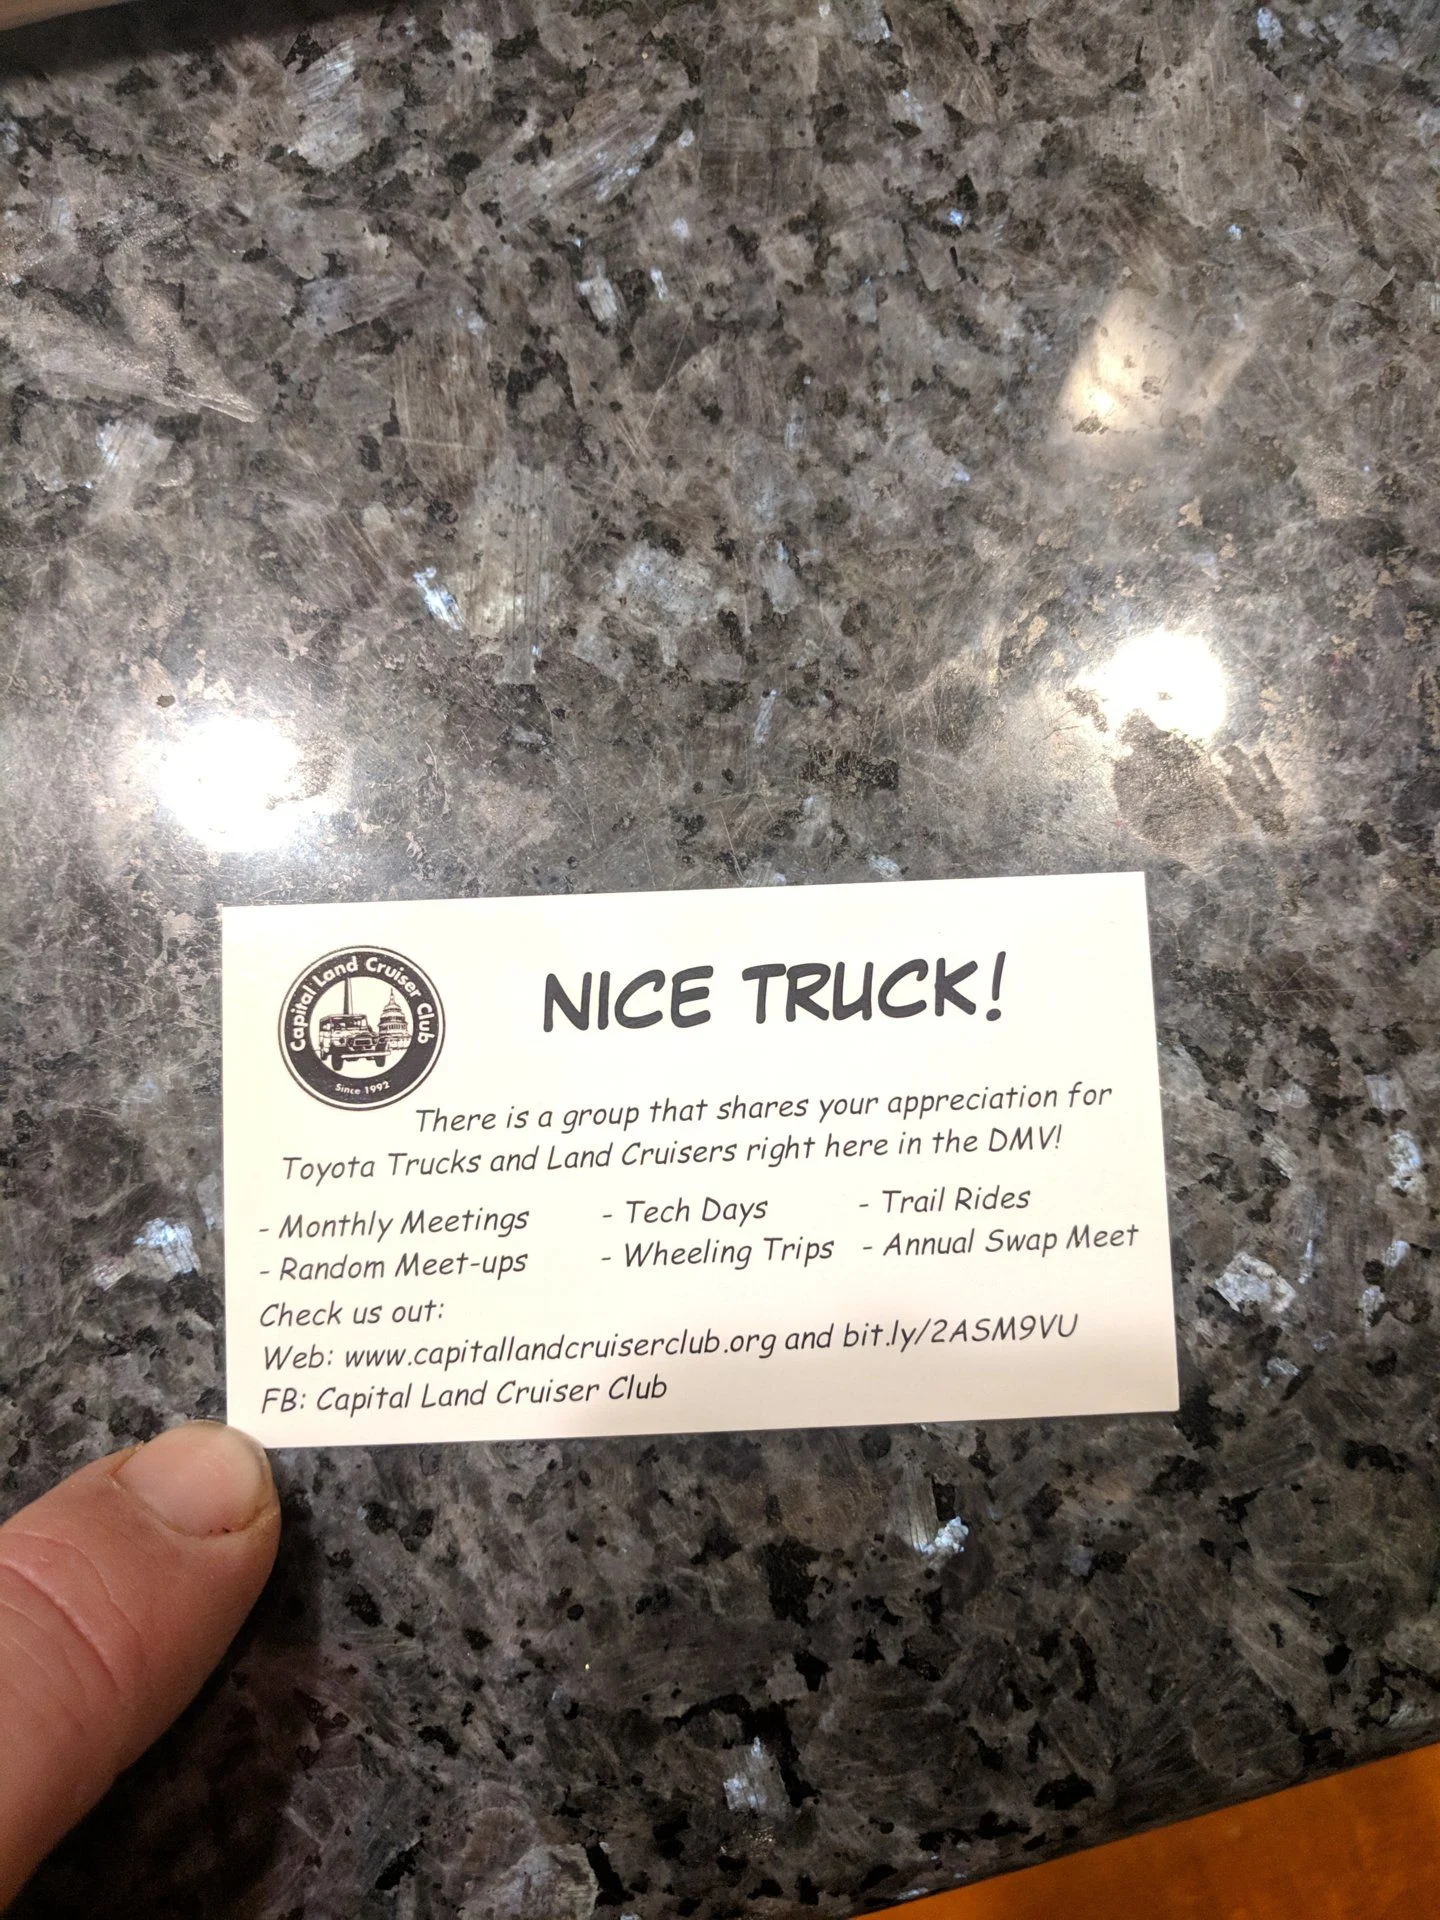 Capital Land Cruiser Club
Since 1992
NICE TRUCK!
There is a group that shares your appreciation for
Toyota Trucks and Land Cruisers right here in the DMV!
- Monthly Meetings - Tech Days - Trail Rides
- Random Meet-ups - Wheeling Trips - Annual Swap Meet
Check us out:
Web: www.capitallandcruiserclub.org and bit.ly/2ASM9VU
FB: Capital Land Cruiser Club